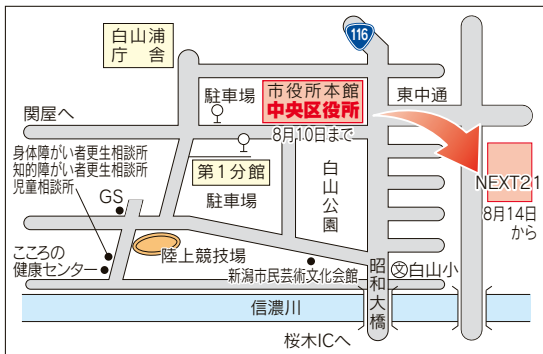 116
白山浦
庁　舎
市役所本館
中央区役所
8月10日まで
駐車場
東中通
関屋へ
身体障がい者更生相談所
知的障がい者更生相談所
児童相談所
第1分館
駐車場
白山公園
NEXT21
8月14日
から
GS
陸上競技場
こころの
健康センター
新潟市民芸術文化会館
昭和大橋
文白山小
信濃川
桜木ICへ